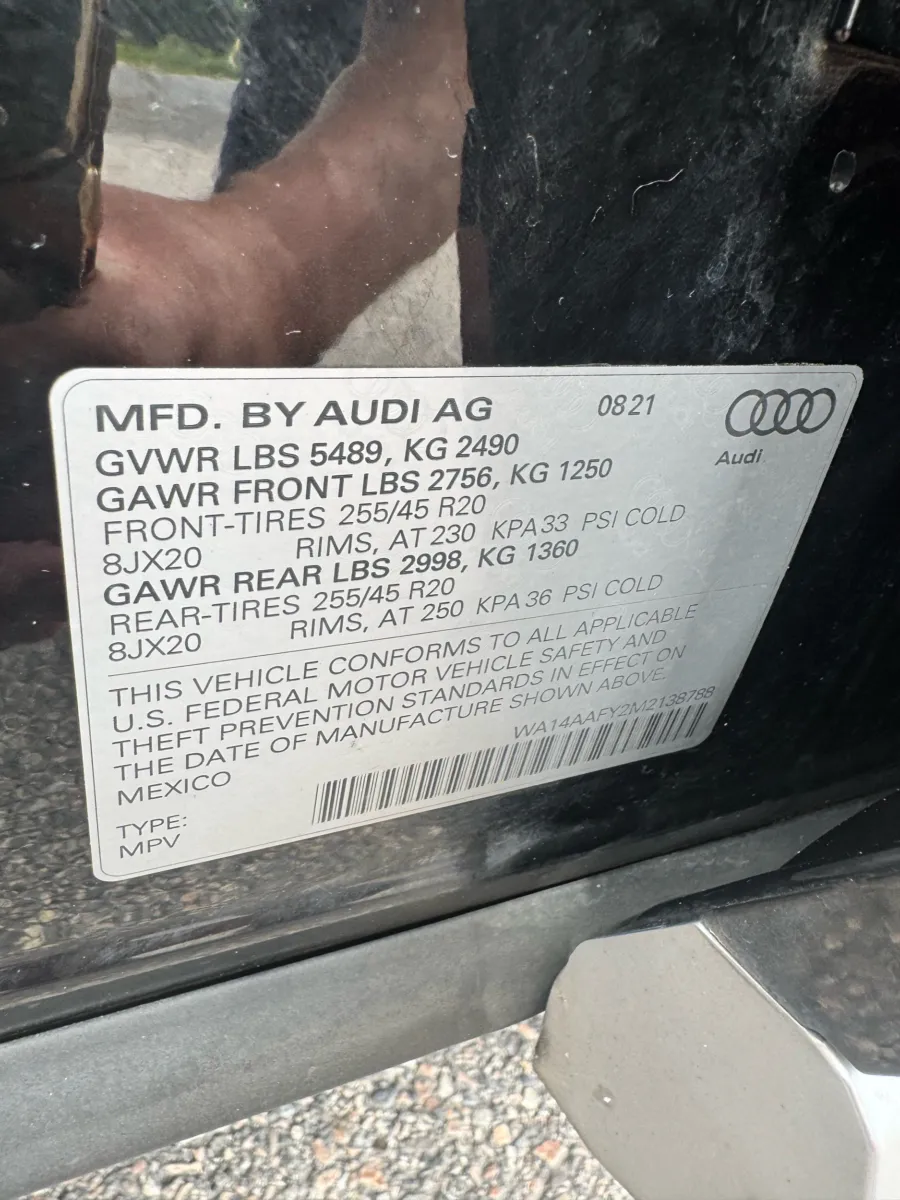 MFD. BY AUDI AG 0821
Audi
GVWR LBS 5489, KG 2490
GAWR FRONT LBS 2756, KG 1250
FRONT-TIRES 255/45 R20
8JX20 RIMS, AT 230 KPA 33 PSI COLD
GAWR REAR LBS 2998, KG 1360
REAR-TIRES 255/45 R20
8JX20 RIMS, AT 250 KPA 36 PSI COLD
THIS VEHICLE CONFORMS TO ALL APPLICABLE
U.S. FEDERAL MOTOR VEHICLE SAFETY AND
THEFT PREVENTION STANDARDS IN EFFECT ON
THE DATE OF MANUFACTURE SHOWN ABOVE.
MEXICO WA14AAFY2M2138788
TYPE:
MPV